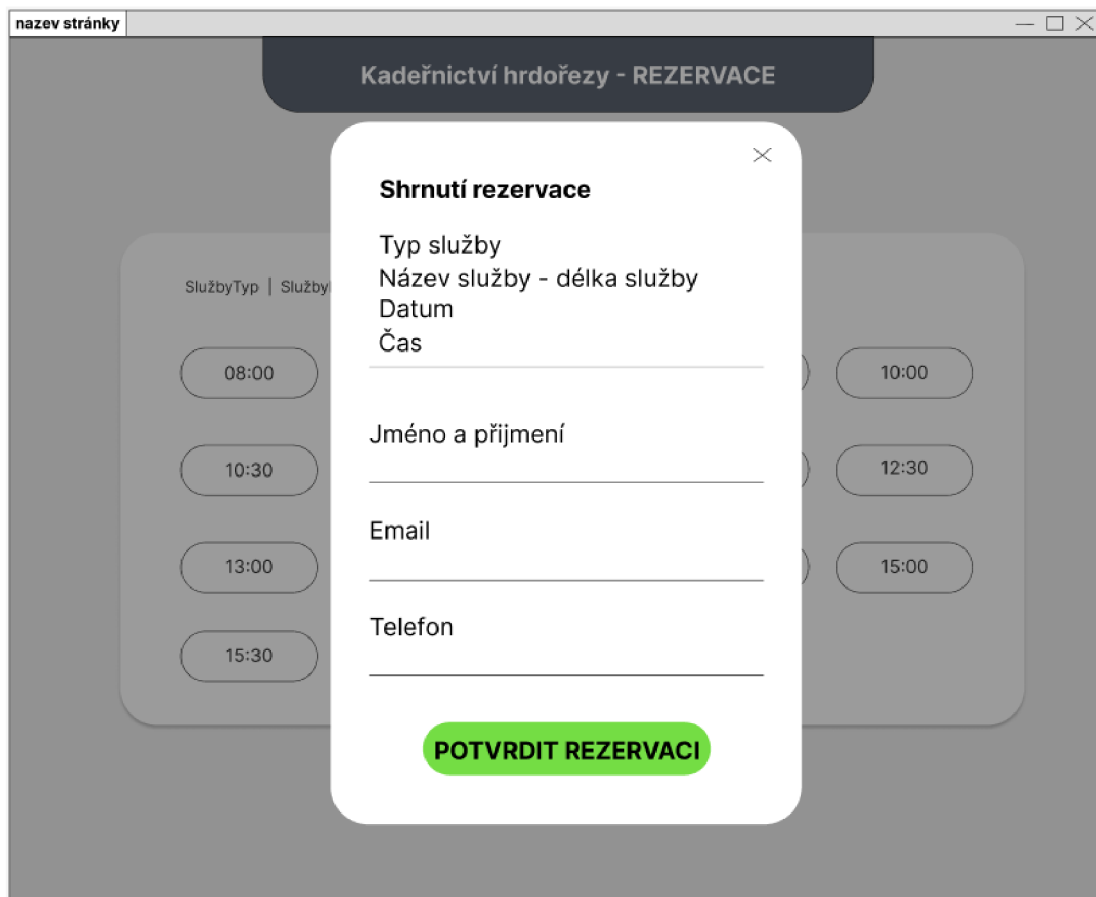 nazev stránky
Kadeřnictví hrdořezy - REZERVACE
Shrnutí rezervace
Typ služby
Název služby - délka služby
Datum
Čas
SlužbyTyp |
08:00
10:00
Jméno a přijmení
10:30
12:30
Email
13:00
15:00
Telefon
15:30
POTVRDIT REZERVACI